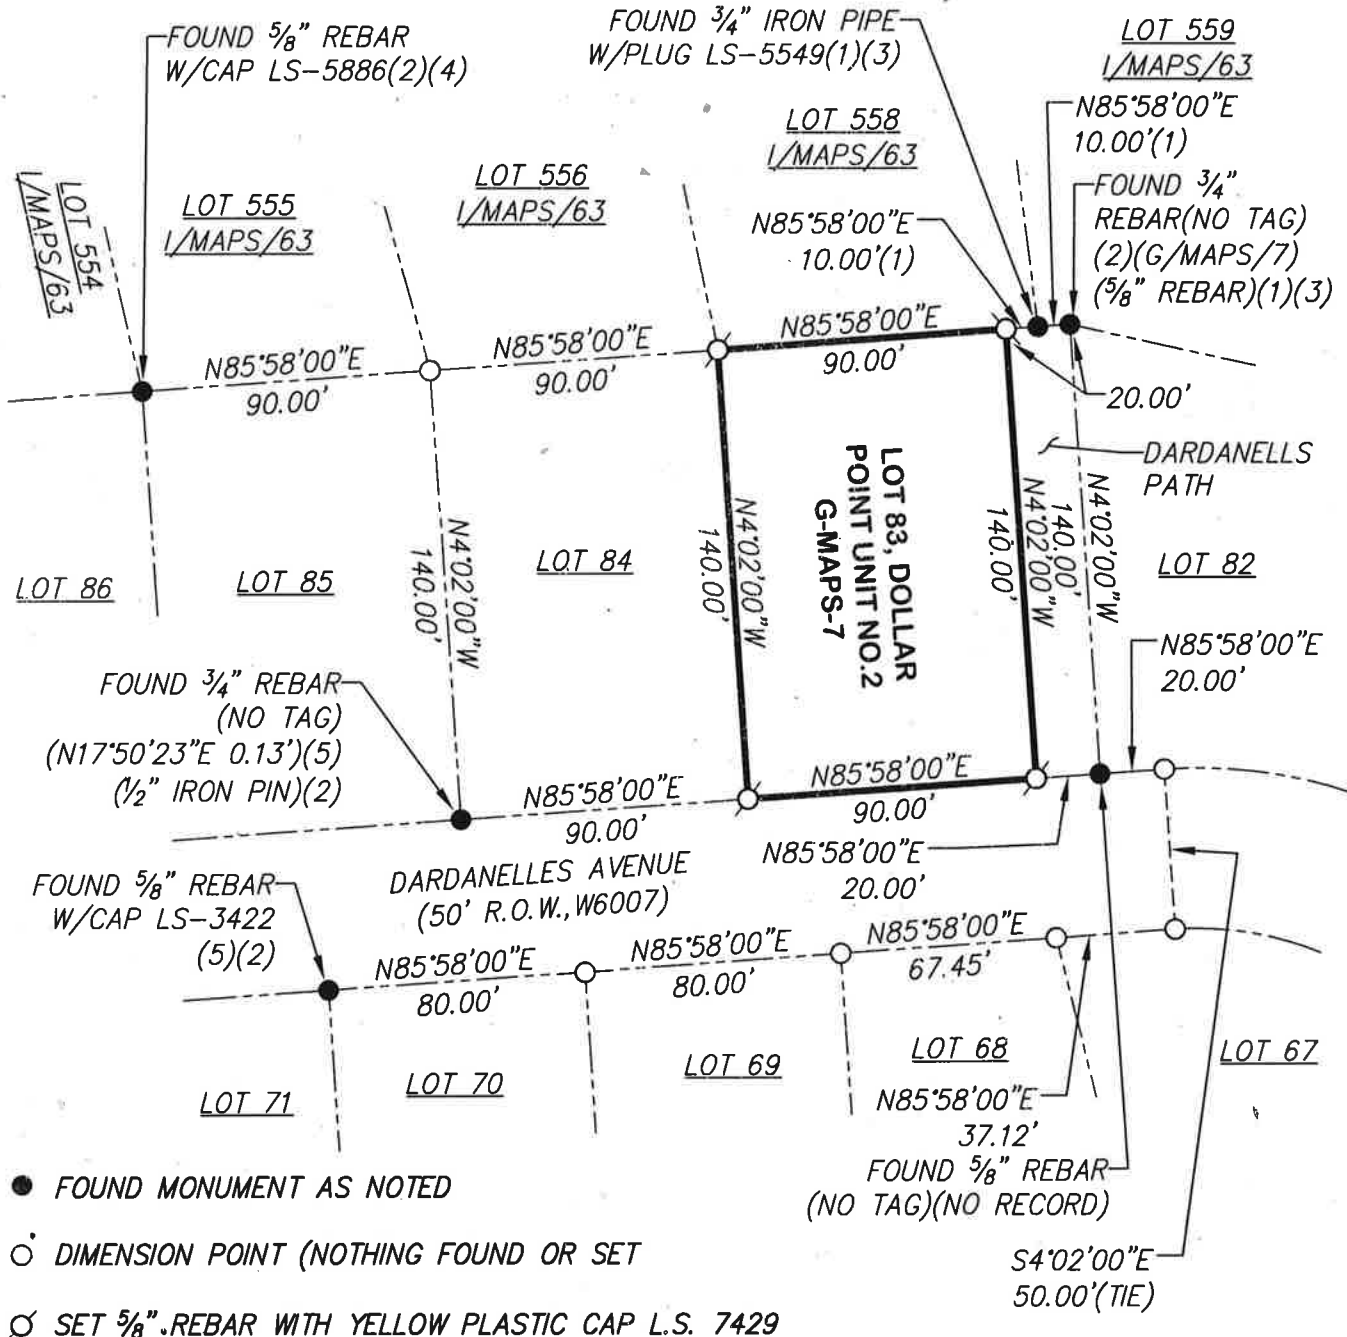 FOUND 5/8" REBAR
W/CAP LS-5886(2)(4)
FOUND 3/4" IRON PIPE
W/PLUG LS-5549(1)(3)
LOT 559
I/MAPS/63
N85°58'00"E
10.00'(1)
LOT 558
I/MAPS/63
FOUND 3/4"
REBAR(NO TAG)
(2)(G/MAPS/7)
(5/8" REBAR)(1)(3)
LOT 554
I/MAPS/63
LOT 555
I/MAPS/63
LOT 556
I/MAPS/63
N85°58'00"E
10.00'(1)
N85°58'00"E
90.00'
N85°58'00"E
90.00'
N85°58'00"E
90.00'
20.00'
DARDANELLS
PATH
LOT 86
LOT 85
N4°02'00"W
140.00'
LOT 84
N4°02'00"W
140.00'
LOT 83, DOLLAR
POINT UNIT NO.2
G-MAPS-7
N4°02'00"W
140.00'
N4°02'00"W
140.00'
LOT 82
N85°58'00"E
20.00'
FOUND 3/4" REBAR
(NO TAG)
(N17°50'23"E 0.13')(5)
(1/2" IRON PIN)(2)
N85°58'00"E
90.00'
N85°58'00"E
90.00'
N85°58'00"E
20.00'
DARDANELLES AVENUE
(50' R.O.W.,W6007)
FOUND 5/8" REBAR
W/CAP LS-3422
(5)(2)
N85°58'00"E
80.00'
N85°58'00"E
80.00'
N85°58'00"E
67.45'
LOT 71
LOT 70
LOT 69
LOT 68
LOT 67
N85°58'00"E
37.12'
FOUND 5/8" REBAR
(NO TAG)(NO RECORD)
S4°02'00"E
50.00'(TIE)
FOUND MONUMENT AS NOTED
DIMENSION POINT (NOTHING FOUND OR SET
SET 5/8" REBAR WITH YELLOW PLASTIC CAP L.S. 7429